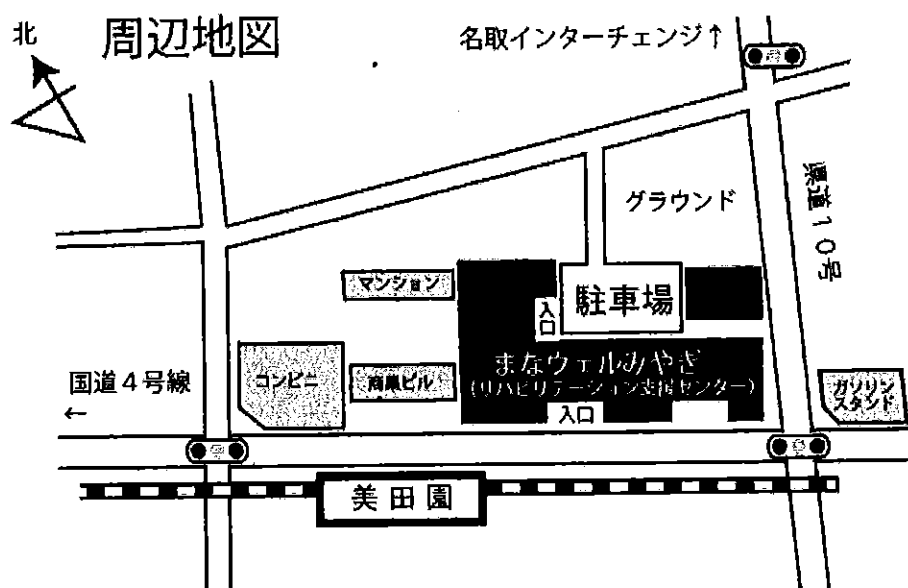 北
周辺地図
名取インターチェンジ↑
県道10号
グラウンド
マンション
駐車場
入口
まなウェルみやぎ
(リハビリテーション支援センター)
コンビニ
商業ビル
国道4号線
←
ガソリン
スタンド
入口
美田園